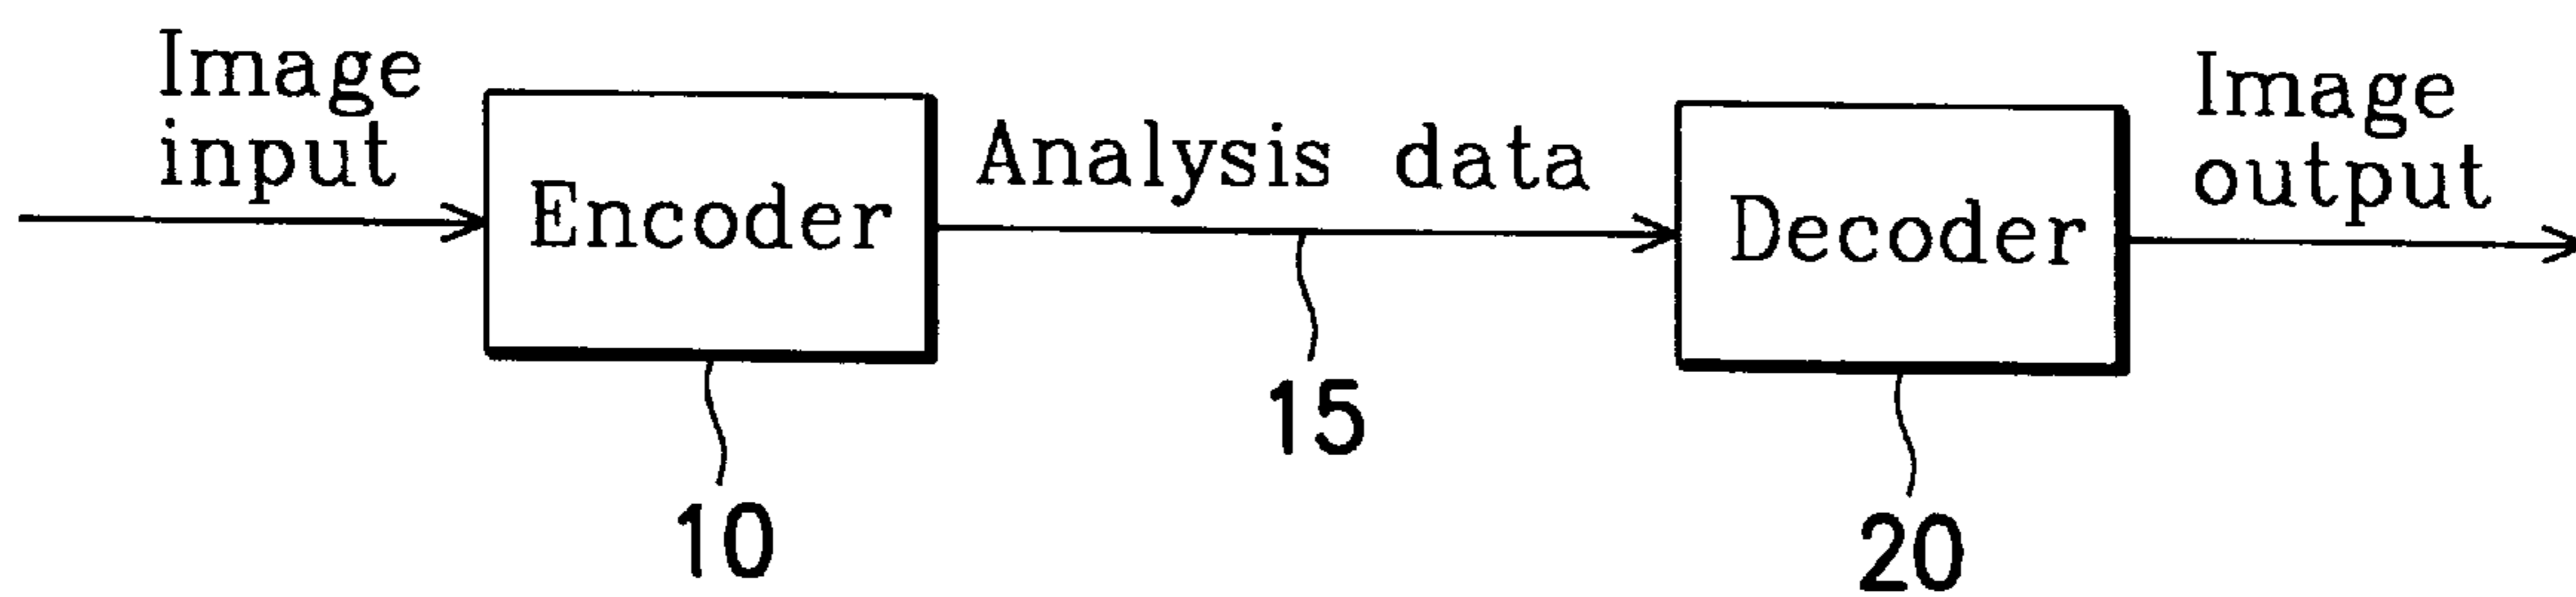 Image
input
Encoder
Analysis data
Decoder
Image
output
10
15
20